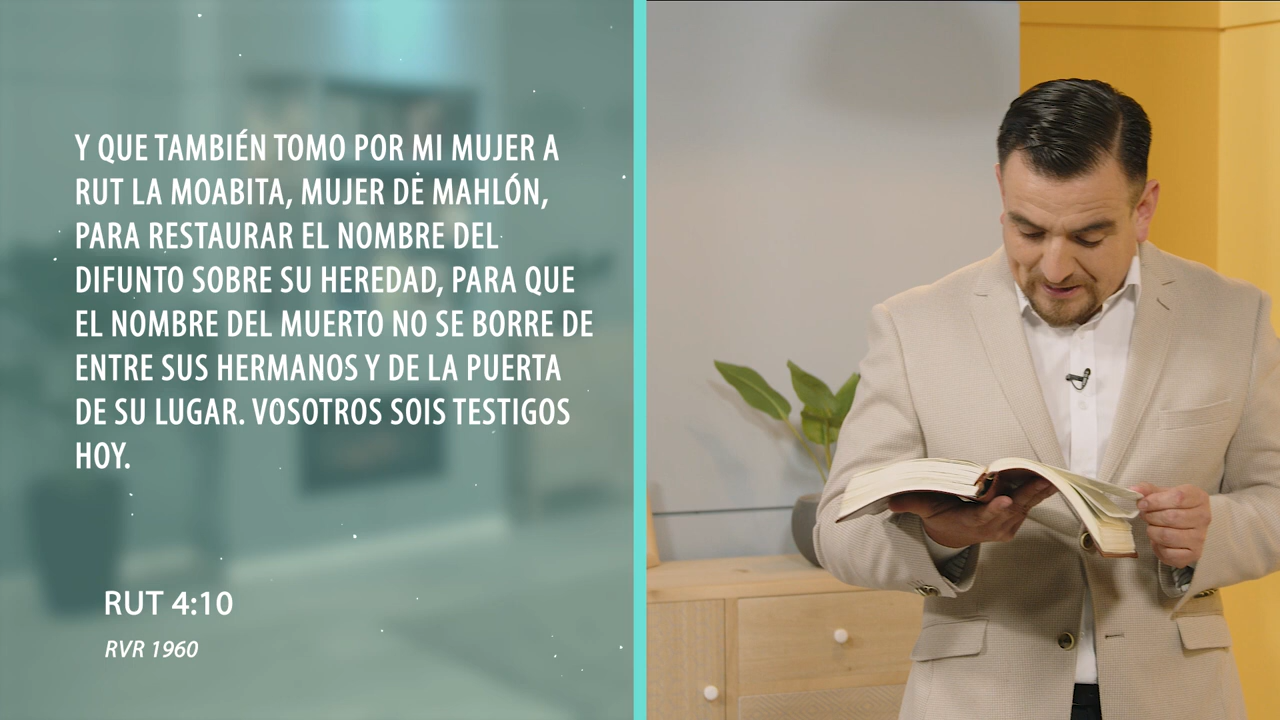 Y QUE TAMBIÉN TOMO POR MI MUJER A
RUT LA MOABITA, MUJER DE MAHLÓN,
PARA RESTAURAR EL NOMBRE DEL
DIFUNTO SOBRE SU HEREDAD, PARA QUE
EL NOMBRE DEL MUERTO NO SE BORRE DE
ENTRE SUS HERMANOS Y DE LA PUERTA
DE SU LUGAR. VOSOTROS SOIS TESTIGOS
HOY.
RUT 4:10
RVR 1960